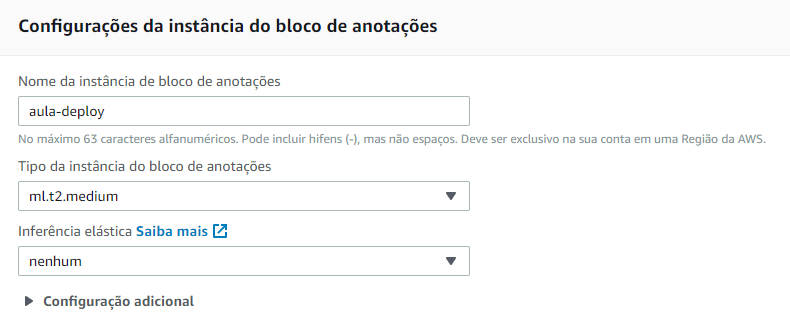 Configurações da instância do bloco de anotações
Nome da instância de bloco de anotações
aula-deploy
No máximo 63 caracteres alfanuméricos. Pode incluir hifens (-), mas não espaços. Deve ser exclusivo na sua conta em uma Região da AWS.
Tipo da instância do bloco de anotações
ml.t2.medium
Inferência elástica Saiba mais
nenhum
Configuração adicional